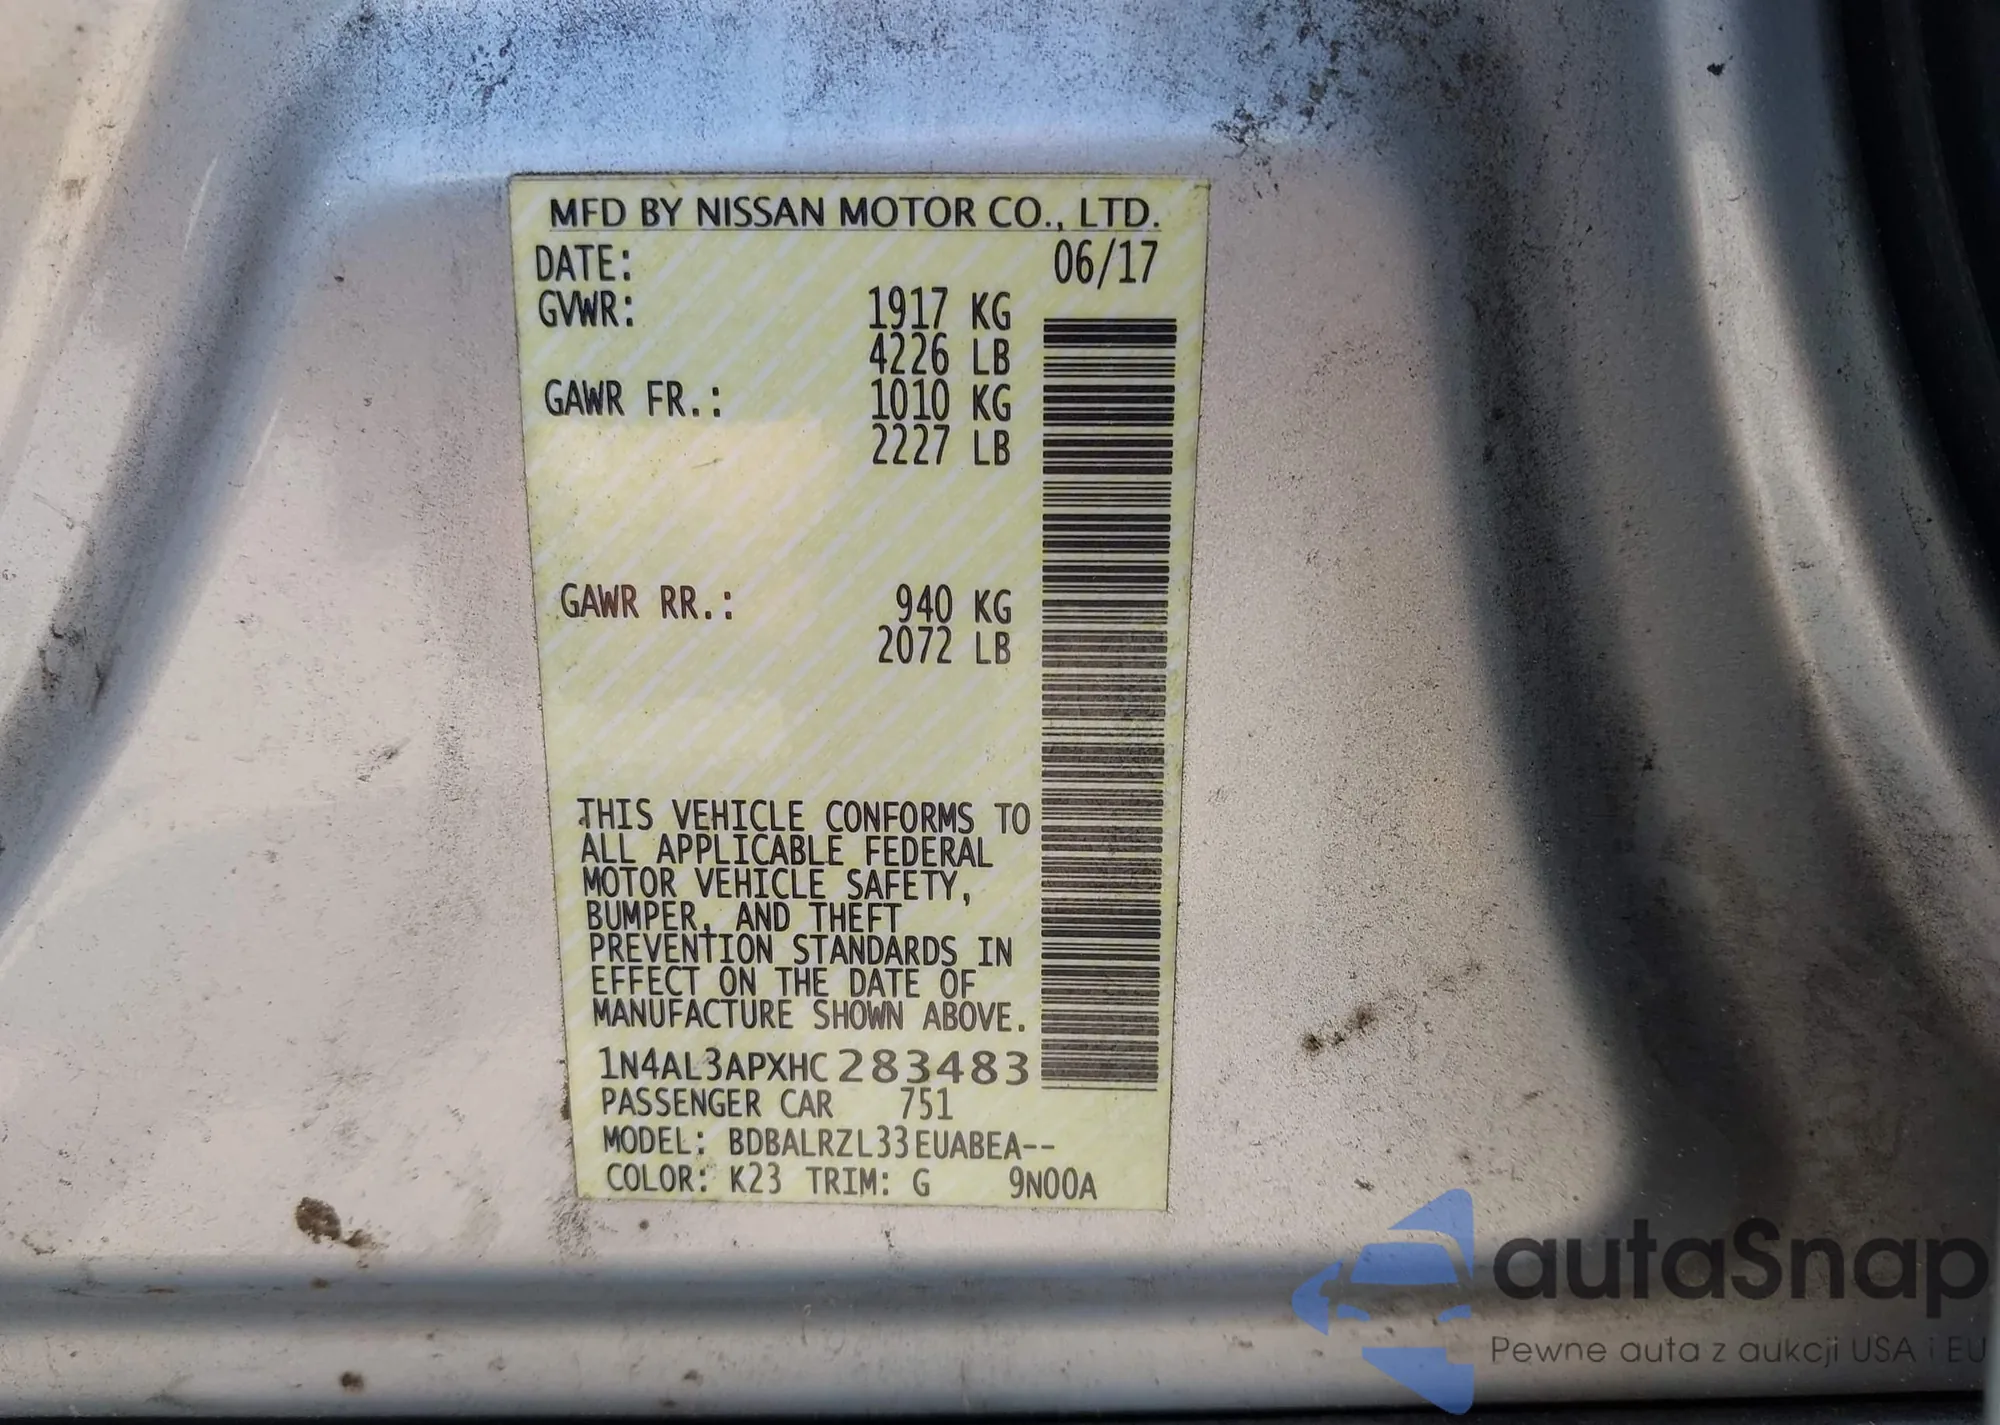 MFD BY NISSAN MOTOR CO., LTD.
DATE: 06/17
GVWR: 1917 KG
4226 LB
GAWR FR.: 1010 KG
2227 LB
GAWR RR.: 940 KG
2072 LB
THIS VEHICLE CONFORMS TO
ALL APPLICABLE FEDERAL
MOTOR VEHICLE SAFETY,
BUMPER, AND THEFT
PREVENTION STANDARDS IN
EFFECT ON THE DATE OF
MANUFACTURE SHOWN ABOVE.
1N4AL3APXHC283483
PASSENGER CAR 751
MODEL: BDBALRZL33EUABEA--
COLOR: K23 TRIM: G 9N00A
autaSnap
Pewne auta z aukcji USA i EU